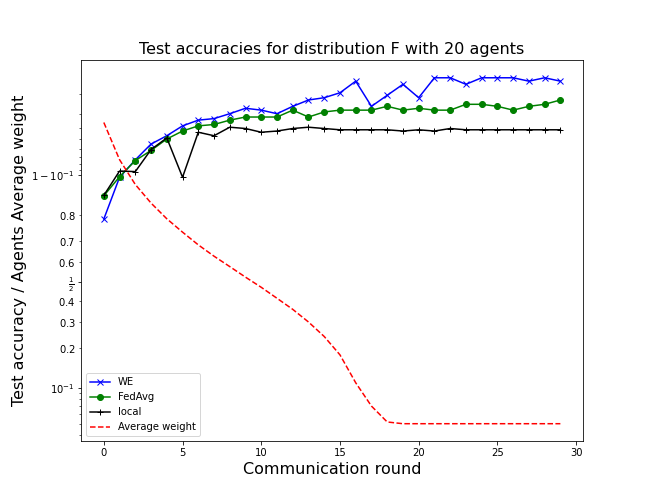 Test accuracies for distribution F with 20 agents
Test accuracy / Agents Average weight
1 − 10⁻¹
0.8
0.7
0.6
½
0.4
0.3
0.2
10⁻¹
WE
FedAvg
local
Average weight
0 5 10 15 20 25 30
Communication round